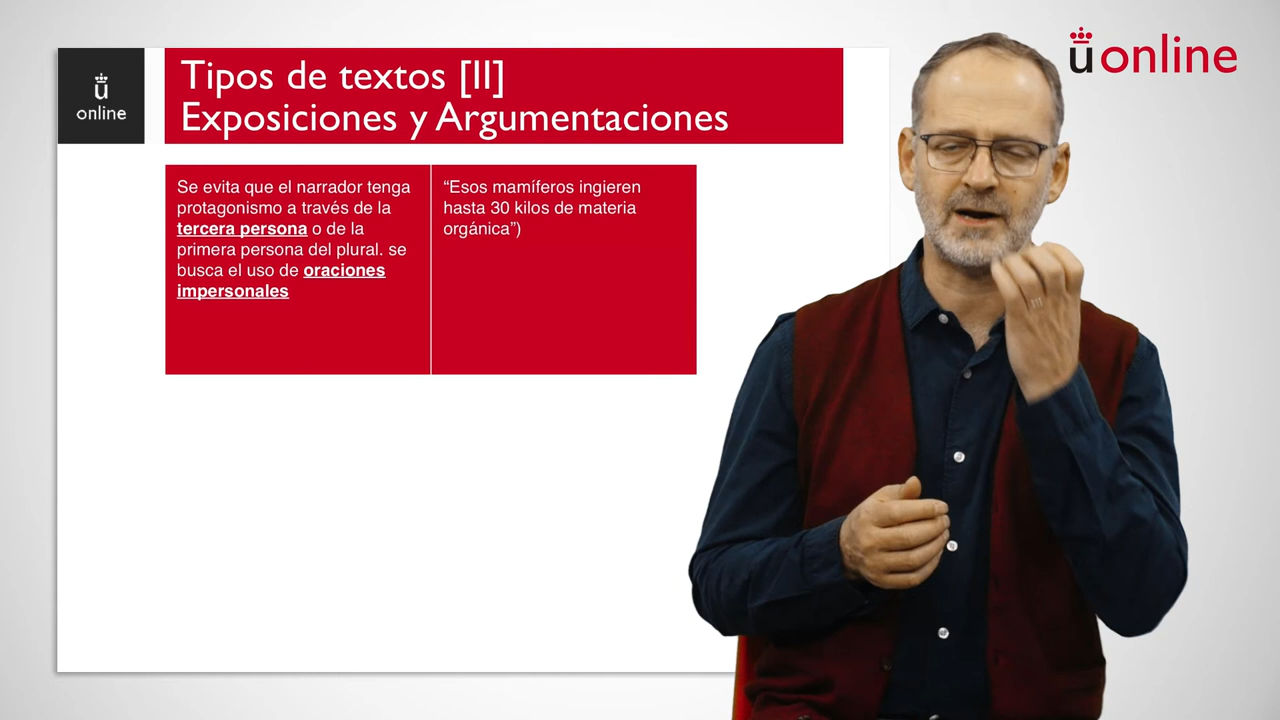 ü
online
Tipos de textos [II]
Exposiciones y Argumentaciones
Se evita que el narrador tenga
protagonismo a través de la
tercera persona o de la
primera persona del plural. se
busca el uso de oraciones
impersonales
“Esos mamíferos ingieren
hasta 30 kilos de materia
orgánica”)
ü online